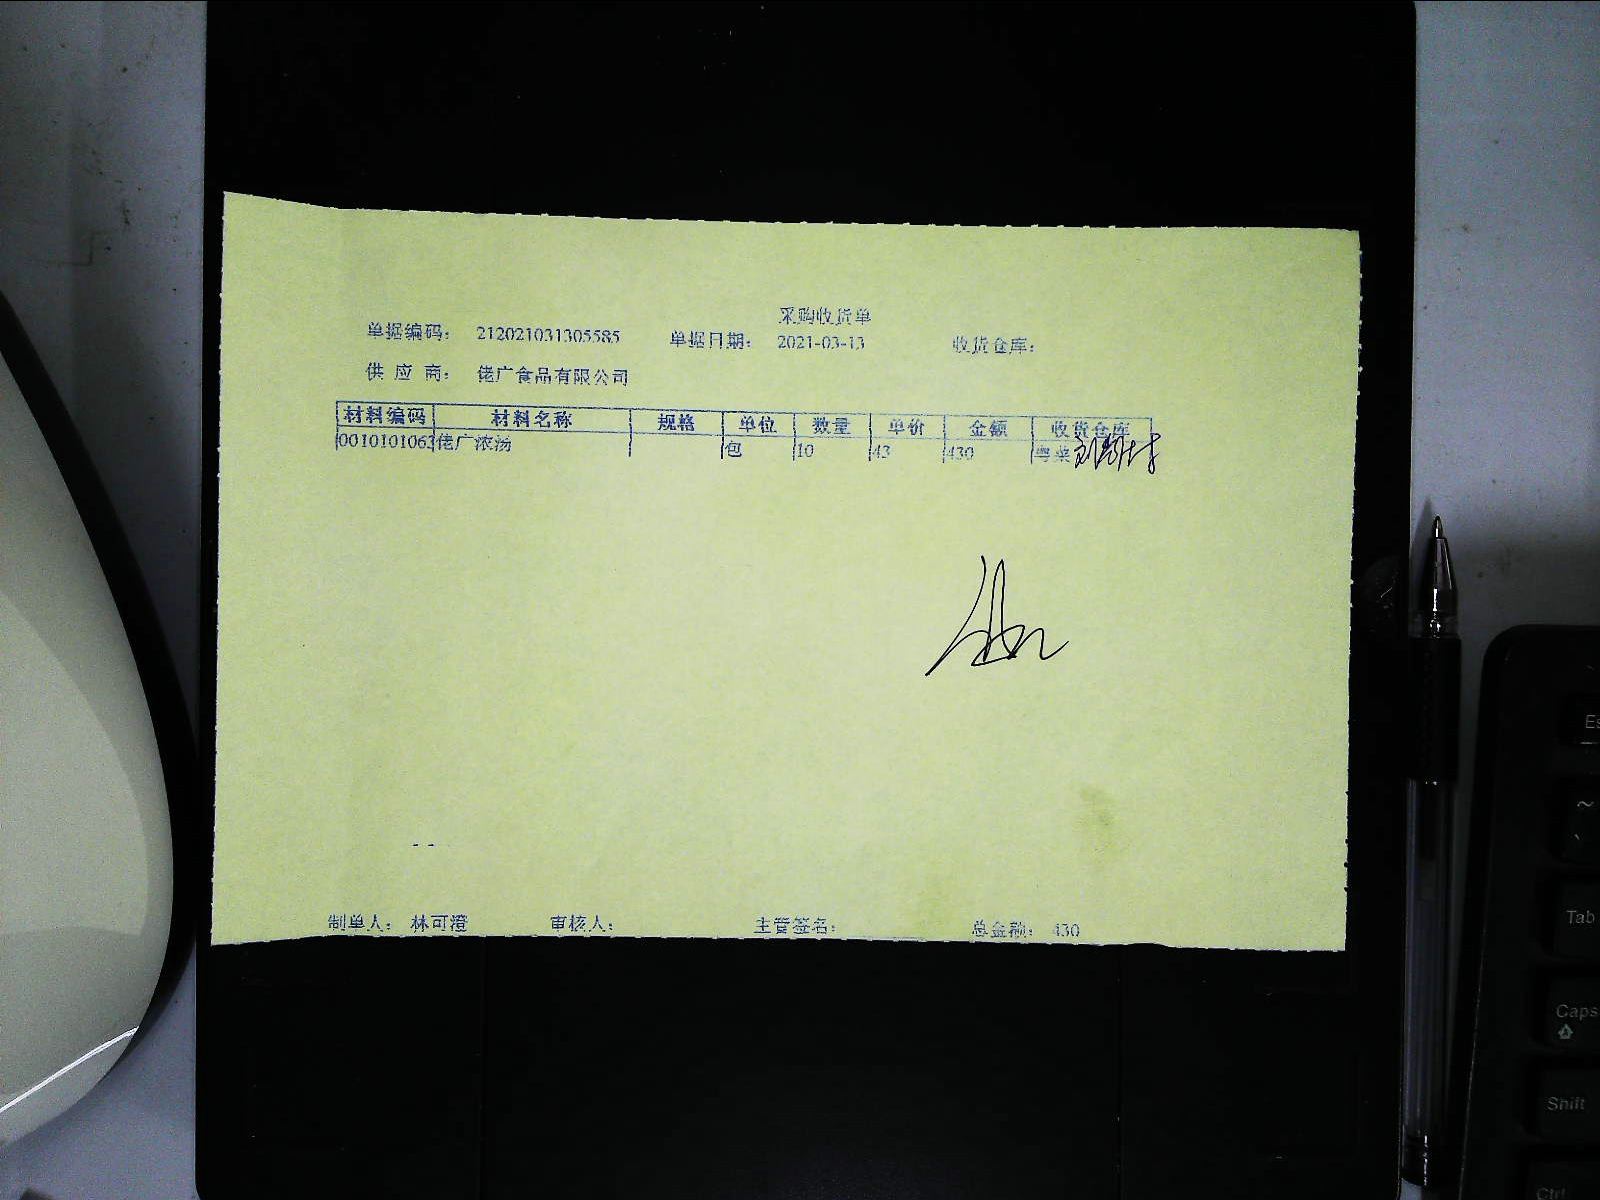 采购收货单
单据编码： 212021031305585 单据日期： 2021-03-13 收货仓库：
供 应 商： 佬广食品有限公司
材料编码 材料名称 规格 单位 数量 单价 金额 收货仓库
0010101063 佬广浓汤 包 10 43 430 粤菜
--
制单人： 林可澄 审核人： 主管签名： 总金额： 430
Es
~
Tab
Caps
Shift
Ctrl